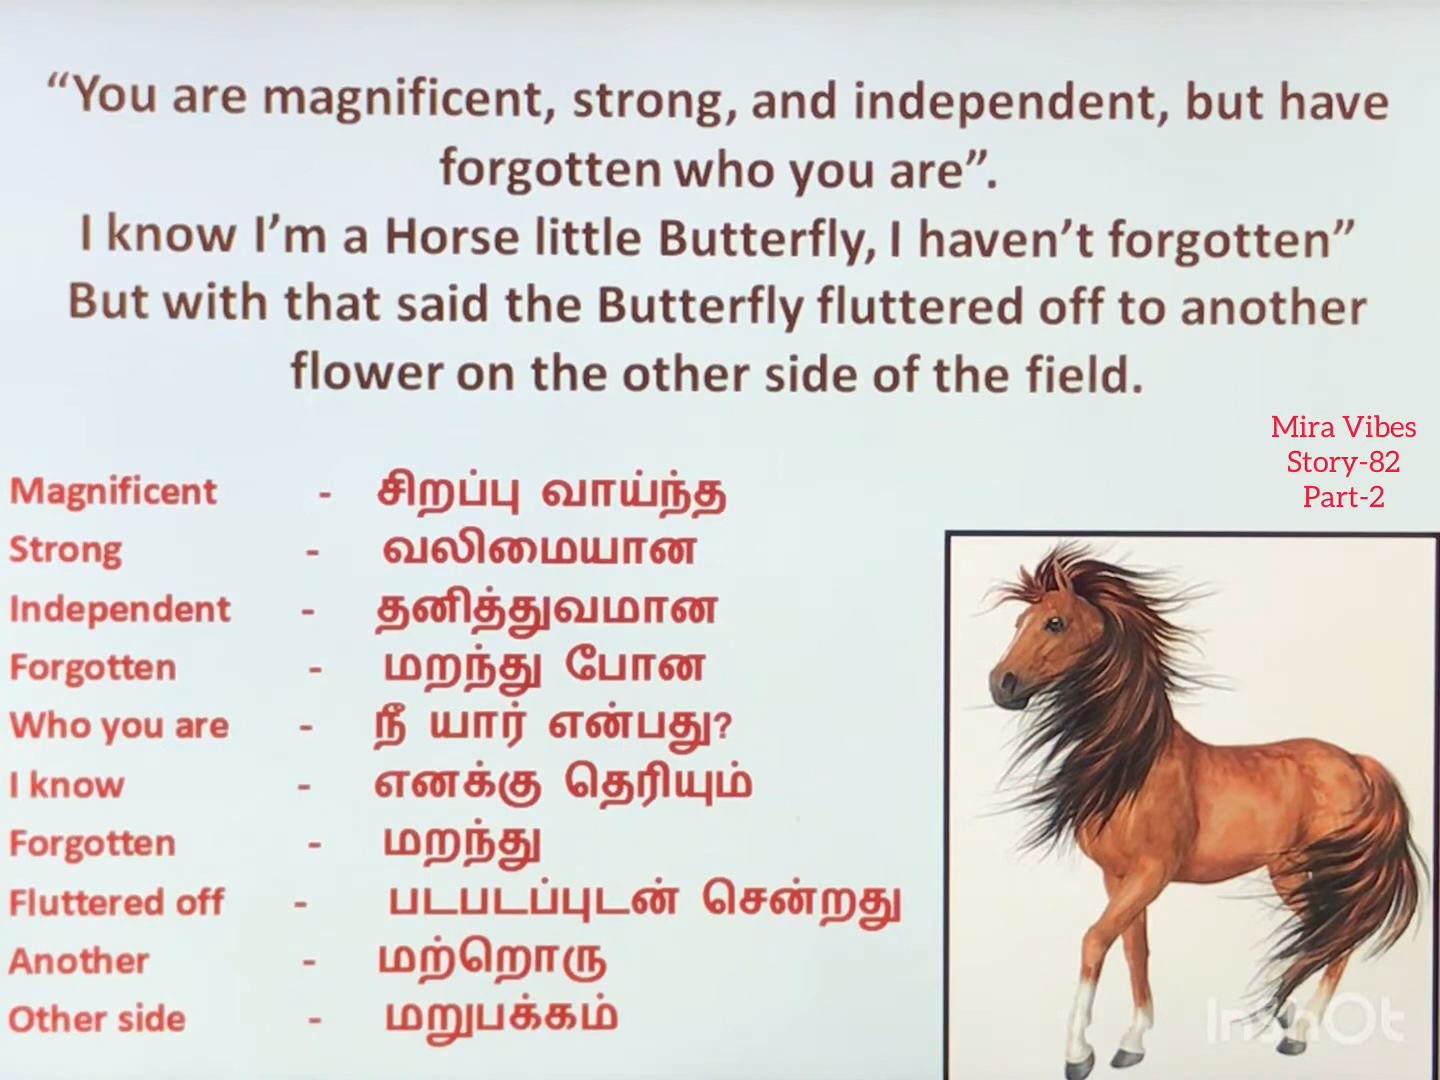 “You are magnificent, strong, and independent, but have
forgotten who you are”.
I know I’m a Horse little Butterfly, I haven’t forgotten”
But with that said the Butterfly fluttered off to another
flower on the other side of the field.
Mira Vibes
Story-82
Part-2
Magnificent - சிறப்பு வாய்ந்த
Strong - வலிமையான
Independent - தனித்துவமான
Forgotten - மறந்து போன
Who you are - நீ யார் என்பது?
I know - எனக்கு தெரியும்
Forgotten - மறந்து
Fluttered off - படபடப்புடன் சென்றது
Another - மற்றொரு
Other side - மறுபக்கம்
InShOt